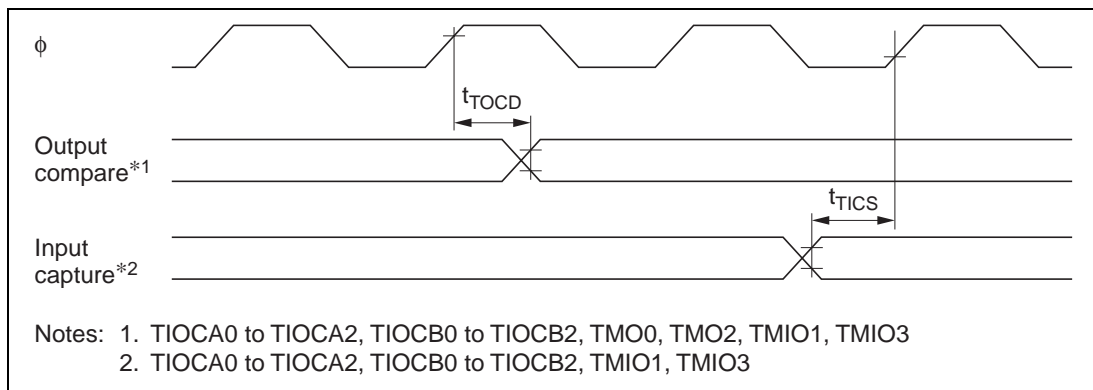 ϕ
tTOCD
Output
compare*1
tTICS
Input
capture*2
Notes: 1. TIOCA0 to TIOCA2, TIOCB0 to TIOCB2, TMO0, TMO2, TMIO1, TMIO3
2. TIOCA0 to TIOCA2, TIOCB0 to TIOCB2, TMIO1, TMIO3